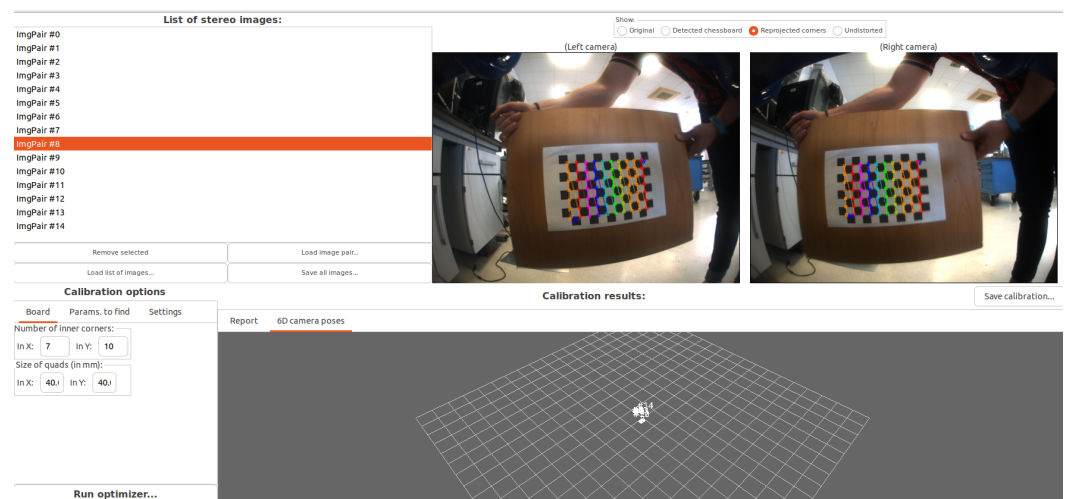 List of stereo images:
ImgPair #0
ImgPair #1
ImgPair #2
ImgPair #3
ImgPair #4
ImgPair #5
ImgPair #6
ImgPair #7
ImgPair #8
ImgPair #9
ImgPair #10
ImgPair #11
ImgPair #12
ImgPair #13
ImgPair #14
Remove selected Load image pair...
Load list of images... Save all images...
Show:
Original Detected chessboard Reprojected corners Undistorted
(Left camera) (Right camera)
Calibration options
Board Params. to find Settings
Number of inner corners:
In X: 7 In Y: 10
Size of quads (in mm):
In X: 40. In Y: 40.
Run optimizer...
Calibration results:
Save calibration...
Report 6D camera poses